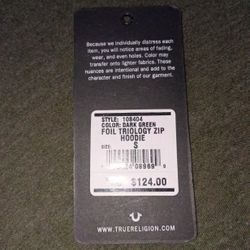 Because we individually distress each
item, you will notice areas of fading,
wear, and even holes. Color may
transfer onto lighter fabrics. These
nuances are intentional and add to the
character and finish of our garment.
STYLE: 108404
COLOR: DARK GREEN
FOIL TRIOLOGY ZIP
HOODIE
SIZE:
S
$124.00
WWW.TRUERELIGION.COM